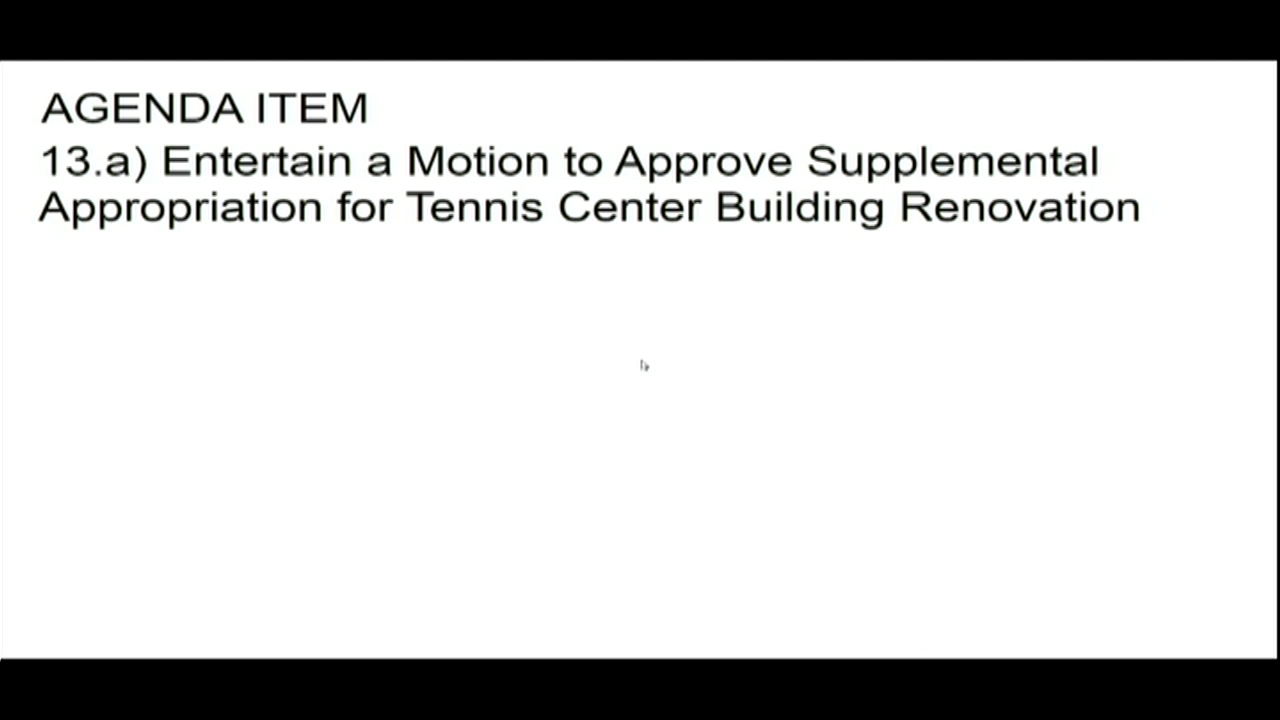 AGENDA ITEM
13.a) Entertain a Motion to Approve Supplemental
Appropriation for Tennis Center Building Renovation